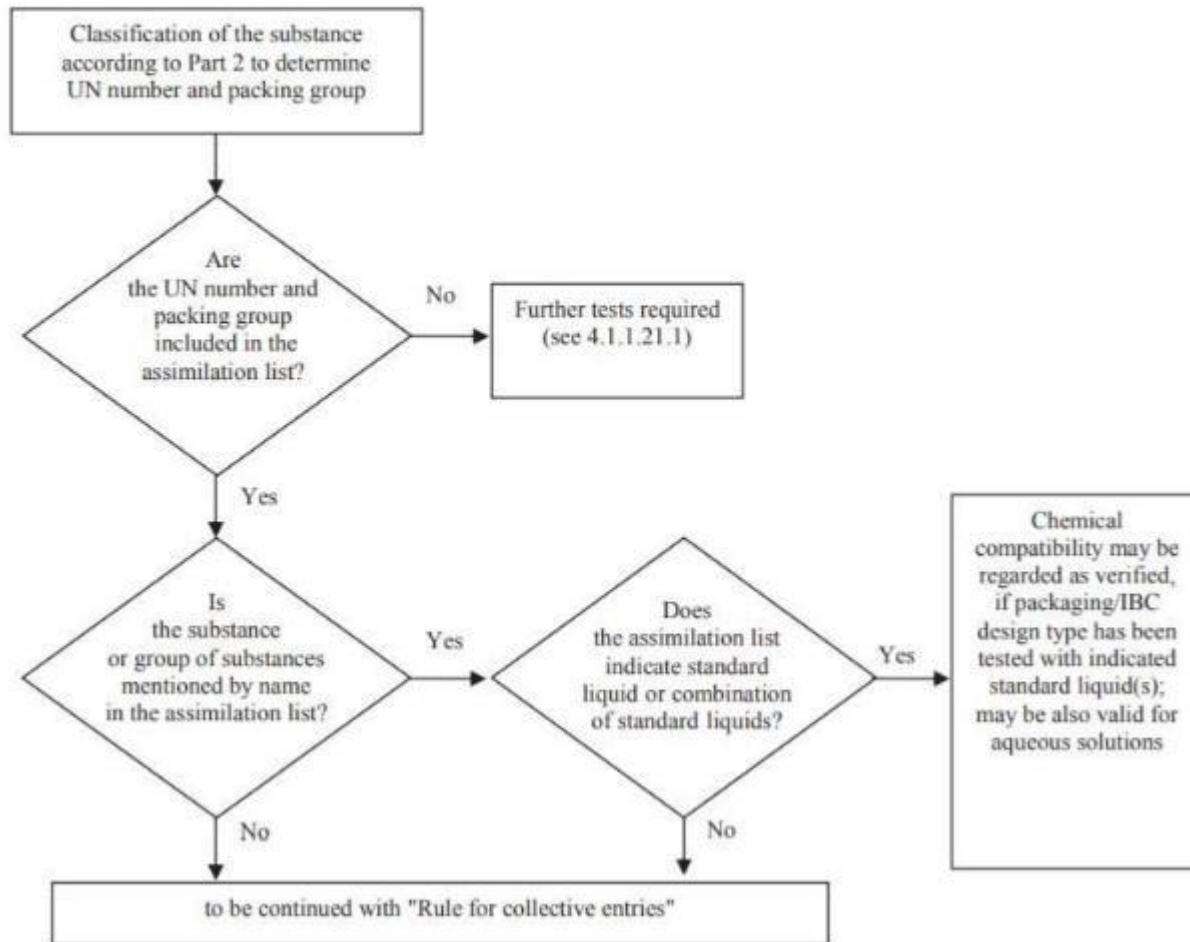 Classification of the substance
according to Part 2 to determine
UN number and packing group
Are
the UN number and
packing group
included in the
assimilation list?
No
Further tests required
(see 4.1.1.21.1)
Yes
Is
the substance
or group of substances
mentioned by name
in the assimilation list?
Yes
Does
the assimilation list
indicate standard
liquid or combination
of standard liquids?
Yes
Chemical
compatibility may be
regarded as verified,
if packaging/IBC
design type has been
tested with indicated
standard liquid(s);
may be also valid for
aqueous solutions
No
No
to be continued with "Rule for collective entries"